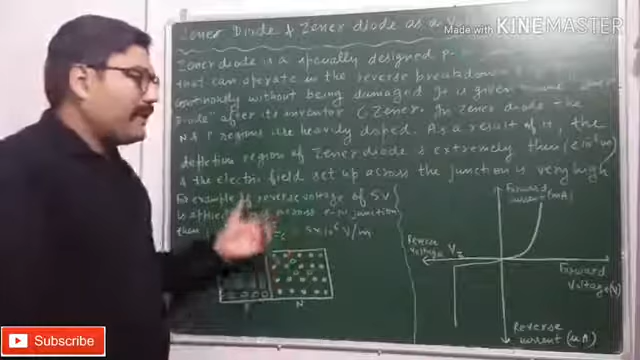 Made with KINEMASTER
Zener Diode & Zener diode as a
Zener diode is a specially designed P-
that can operate in the reverse breakdown
continously without being damaged It is given
Diode after its inventor C Zener. In Zener diode the
N & P regions are heavily doped. As a result of it, the
depletion region of Zener diode is extremely then
& the electric field set up across the junction is very high
For example reverse voltage of 5V
is across P-N junction
then 5×10⁶ V/m.
N
Forward
current (mA)
Reverse
voltage
Vz
Forward
Voltage (V)
Reverse
current (μA)
Subscribe